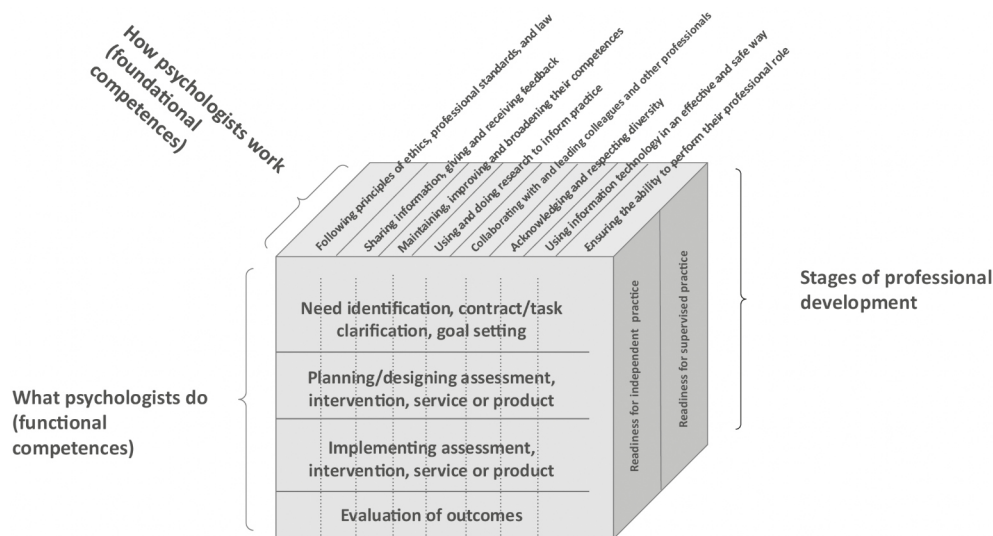 How psychologists work
(foundational
competences)
Following principles of ethics, professional standards, and law
Sharing information, giving and receiving feedback
Maintaining, improving and broadening their competences
Using and doing research to inform practice
Collaborating with and leading colleagues and other professionals
Acknowledging and respecting diversity
Using information technology in an effective and safe way
Ensuring the ability to perform their professional role
What psychologists do
(functional
competences)
Need identification, contract/task
clarification, goal setting
Planning/designing assessment,
intervention, service or product
Implementing assessment,
intervention, service or product
Evaluation of outcomes
Readiness for independent practice
Readiness for supervised practice
Stages of professional
development